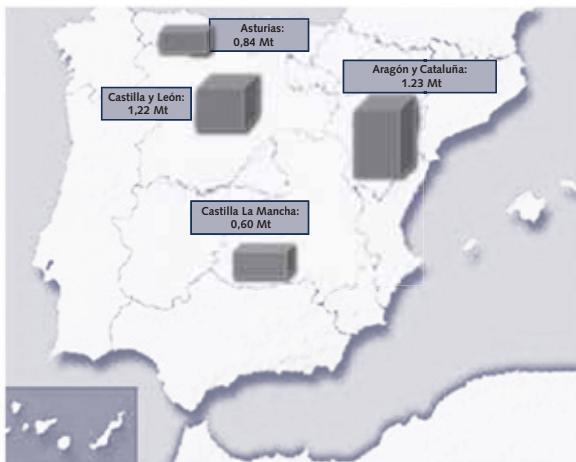 Asturias:
0,84 Mt
Aragón y Cataluña:
1.23 Mt
Castilla y León:
1,22 Mt
Castilla La Mancha:
0,60 Mt